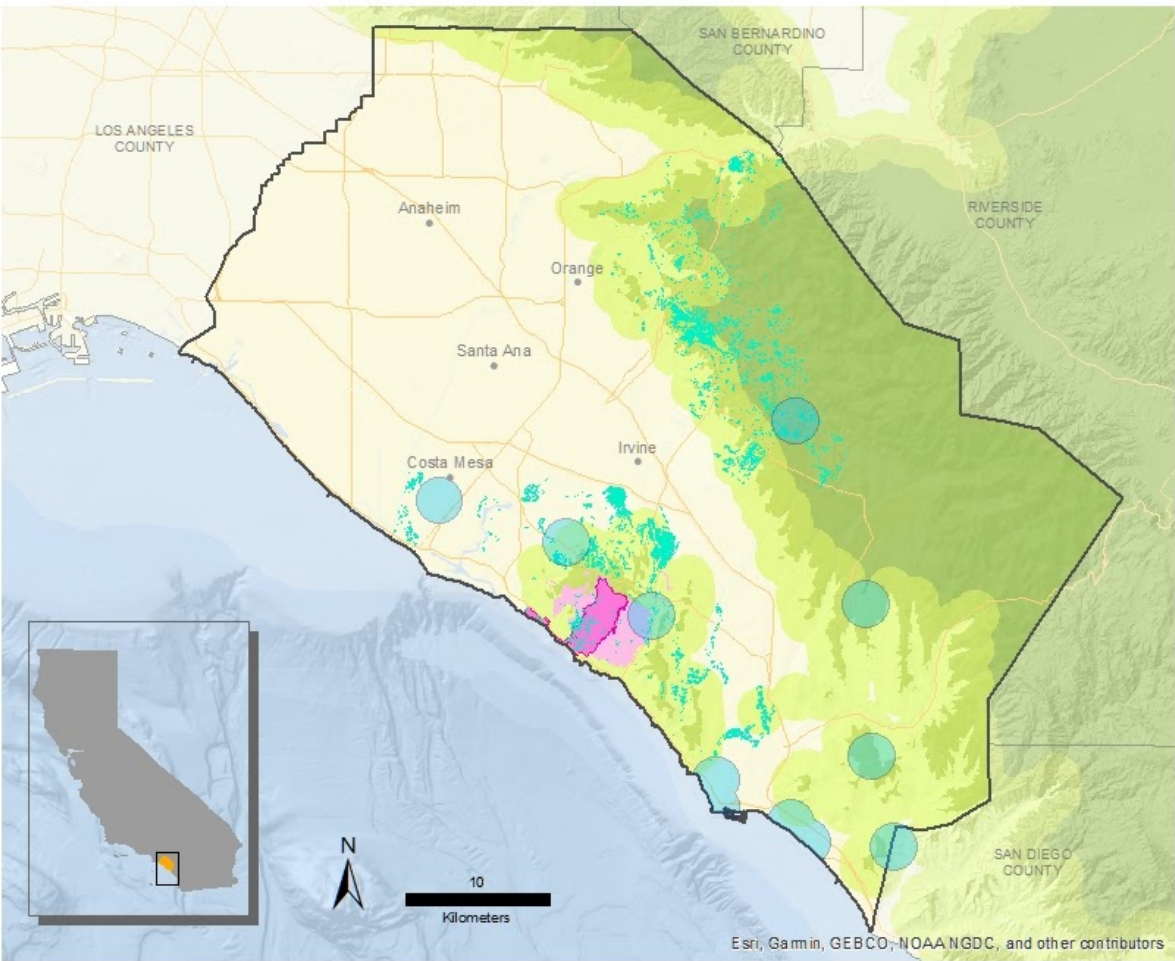 SAN BERNARDINO
COUNTY
LOS ANGELES
COUNTY
RIVERSIDE
COUNTY
Anaheim
Orange
Santa Ana
Irvine
Costa Mesa
N
10
Kilometers
SAN DIEGO
COUNTY
Esri, Garmin, GEBCO, NOAA NGDC, and other contributors